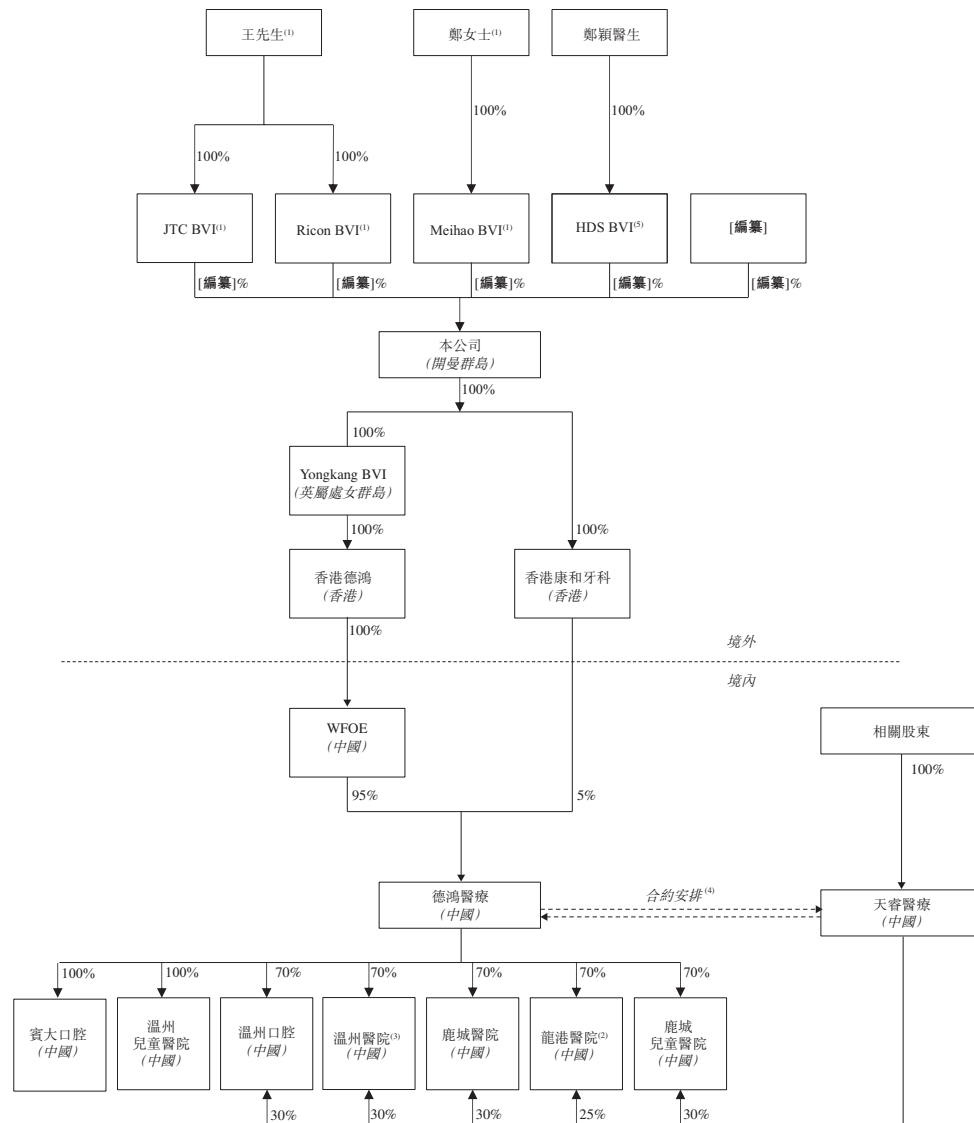 王先生(1)
鄭女士(1)
鄭穎醫生
100%
100%
100%
100%
JTC BVI(1)
Ricon BVI(1)
Meihao BVI(1)
HDS BVI(5)
[編纂]
[編纂]%
[編纂]%
[編纂]%
[編纂]%
[編纂]%
本公司
(開曼群島)
100%
100%
Yongkang BVI
(英屬處女群島)
100%
100%
香港德鴻
(香港)
香港康和牙科
(香港)
100%
境外
境內
WFOE
(中國)
相關股東
95%
5%
100%
德鴻醫療
(中國)
合約安排(4)
天睿醫療
(中國)
100%
100%
70%
70%
70%
70%
70%
賓大口腔
(中國)
溫州
兒童醫院
(中國)
溫州口腔
(中國)
溫州醫院(3)
(中國)
鹿城醫院
(中國)
龍港醫院(2)
(中國)
鹿城
兒童醫院
(中國)
30%
30%
30%
25%
30%